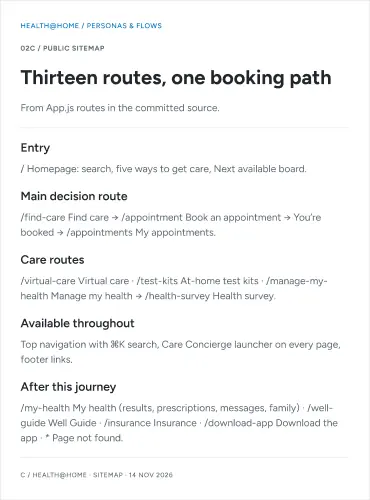 HEALTH@HOME / PERSONAS & FLOWS
02C / PUBLIC SITEMAP
Thirteen routes, one booking path
From App.js routes in the committed source.
Entry
/ Homepage: search, five ways to get care, Next available board.
Main decision route
/find-care Find care → /appointment Book an appointment → You're
booked → /appointments My appointments.
Care routes
/virtual-care Virtual care · /test-kits At-home test kits · /manage-my-
health Manage my health → /health-survey Health survey.
Available throughout
Top navigation with ⌘K search, Care Concierge launcher on every page,
footer links.
After this journey
/my-health My health (results, prescriptions, messages, family) · /well-
guide Well Guide · /insurance Insurance · /download-app Download the
app · * Page not found.
C / HEALTH@HOME · SITEMAP · 14 NOV 2026